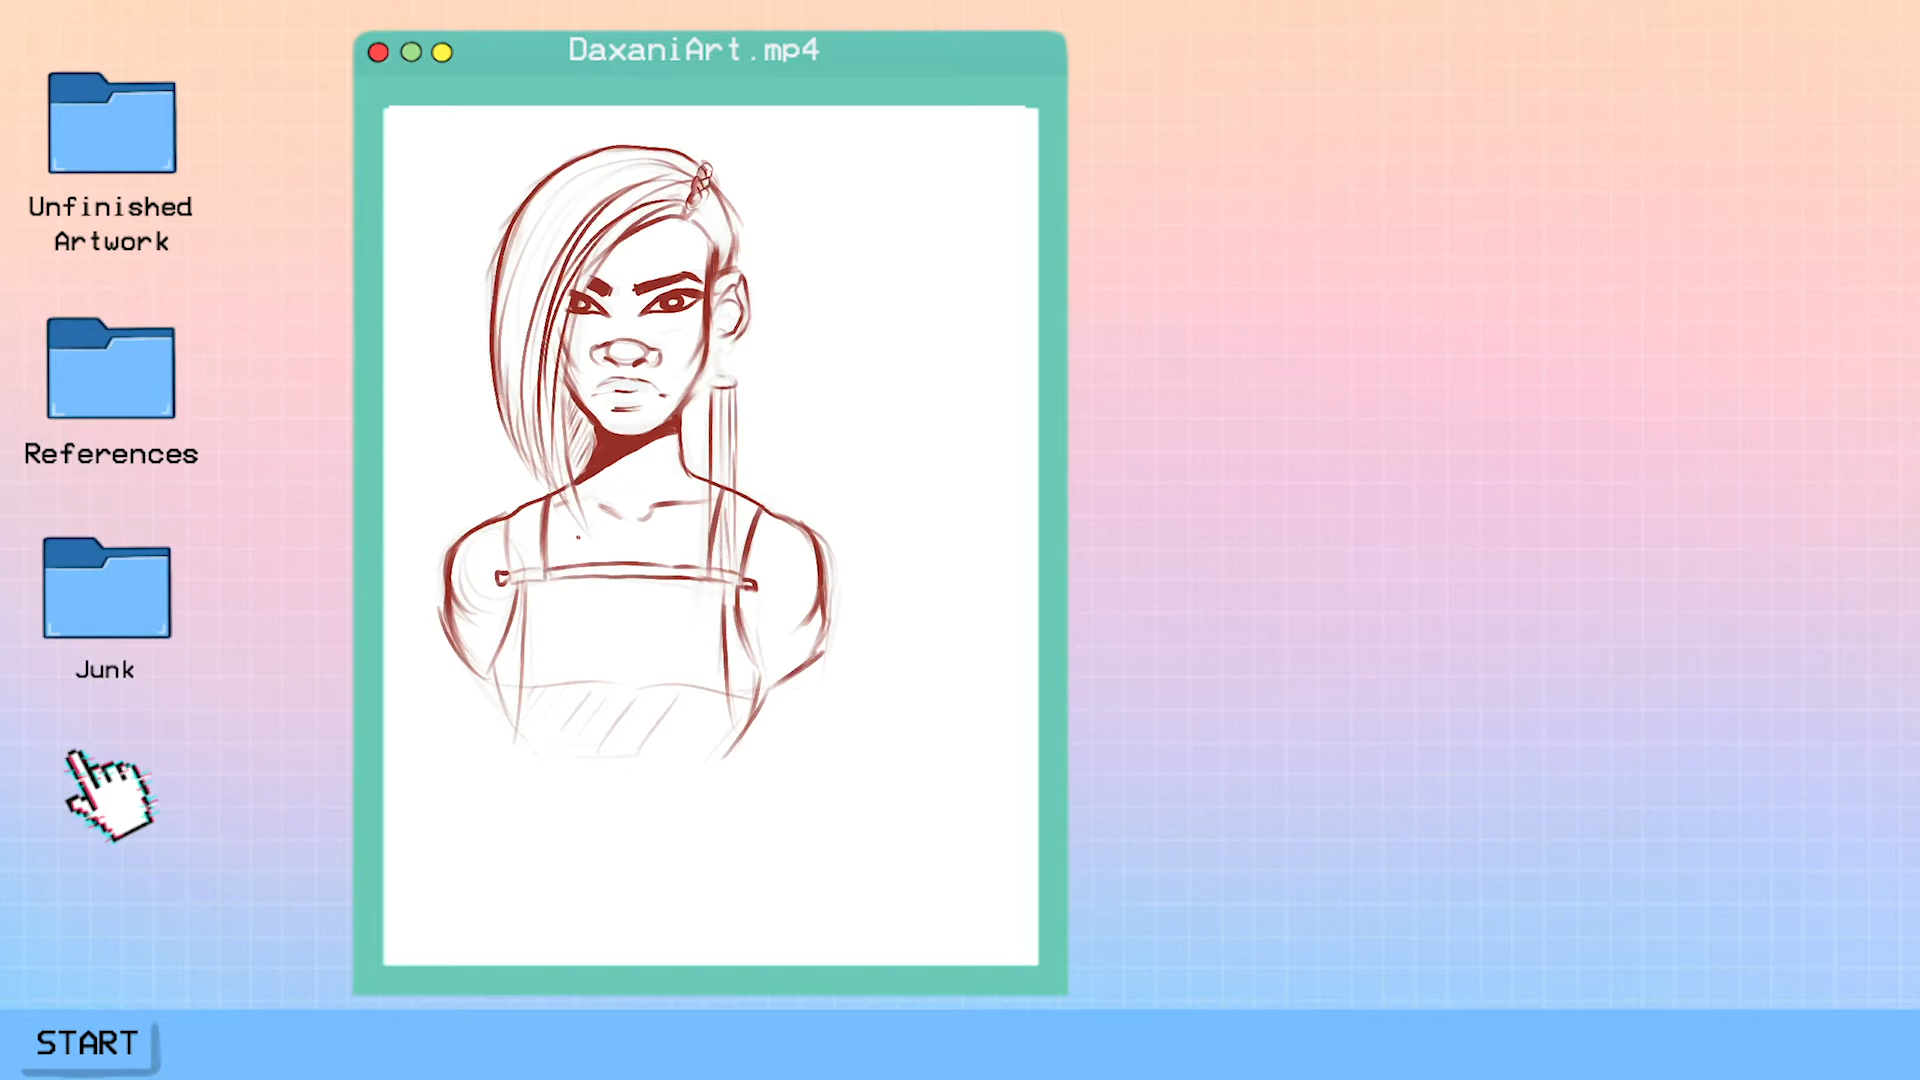 DaxaniArt.mp4
Unfinished
Artwork
References
Junk
START